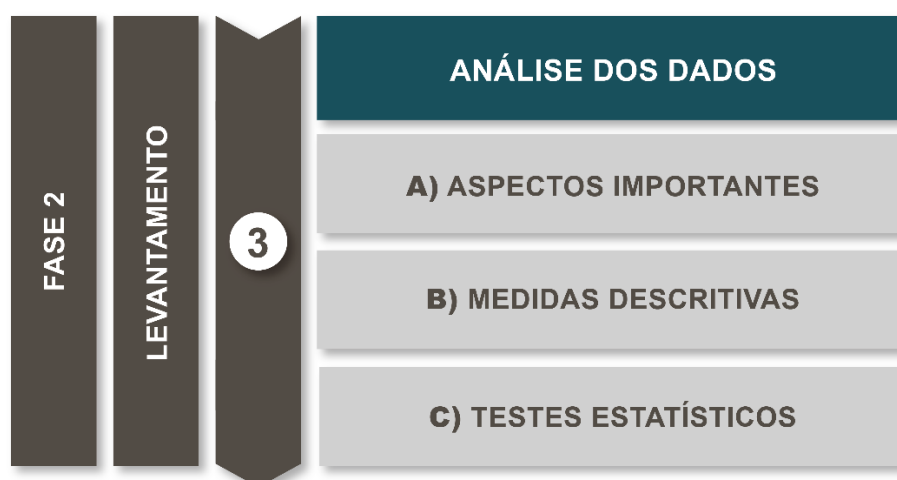 FASE 2
LEVANTAMENTO
3
ANÁLISE DOS DADOS
A) ASPECTOS IMPORTANTES
B) MEDIDAS DESCRITIVAS
C) TESTES ESTATÍSTICOS